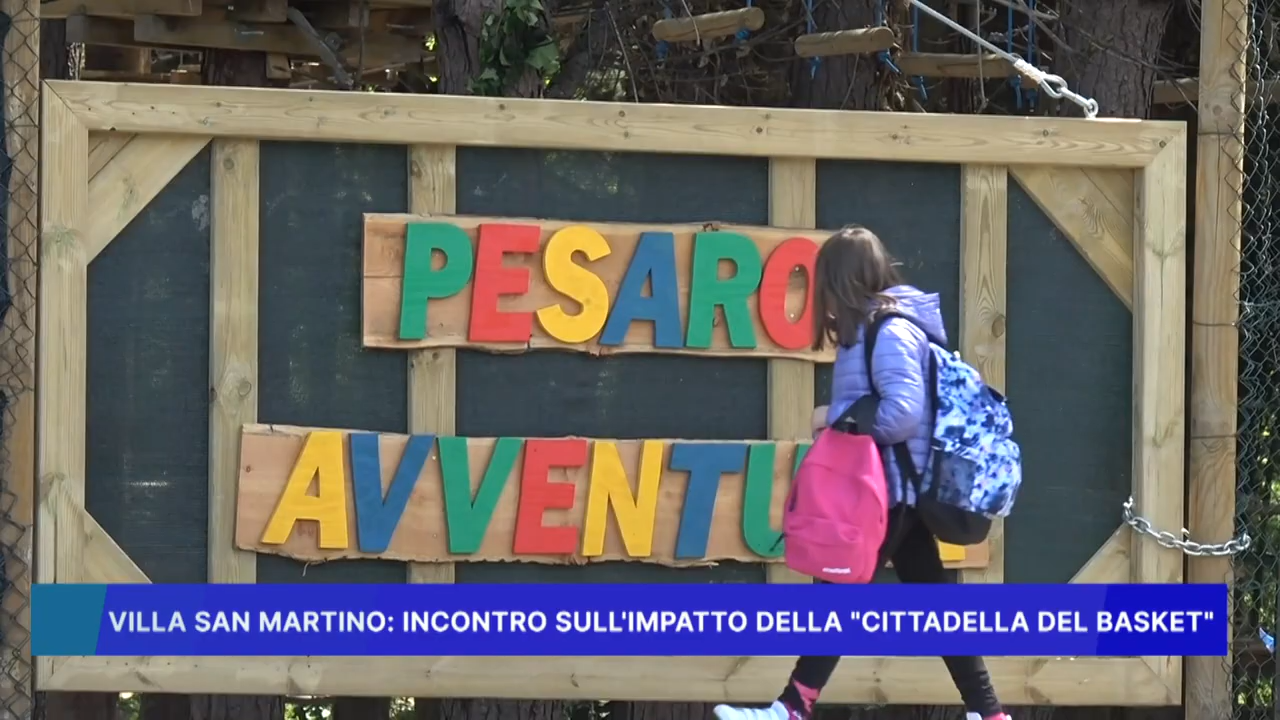 PESARO
AVVENTU
VILLA SAN MARTINO: INCONTRO SULL'IMPATTO DELLA "CITTADELLA DEL BASKET"